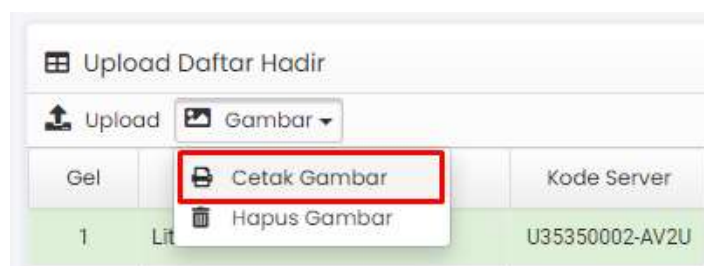 Upload Daftar Hadir
Upload Gambar
Gel Cetak Gambar Kode Server
Hapus Gambar
1 Lit U35350002-AV2U